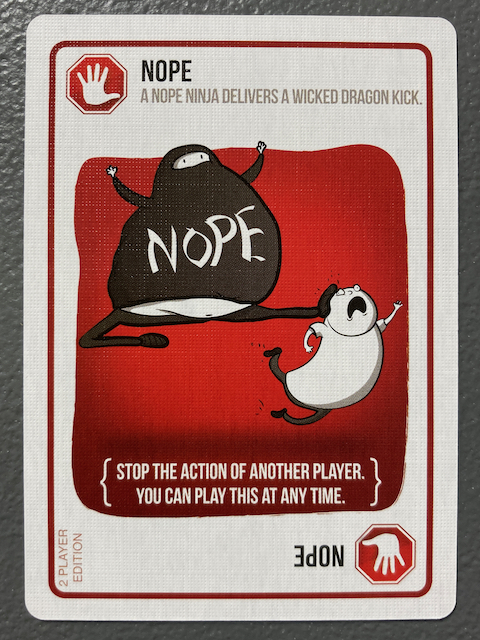 NOPE
A NOPE NINJA DELIVERS A WICKED DRAGON KICK.
NOPE
{ STOP THE ACTION OF ANOTHER PLAYER.
YOU CAN PLAY THIS AT ANY TIME. }
2 PLAYER
EDITION
NOPE